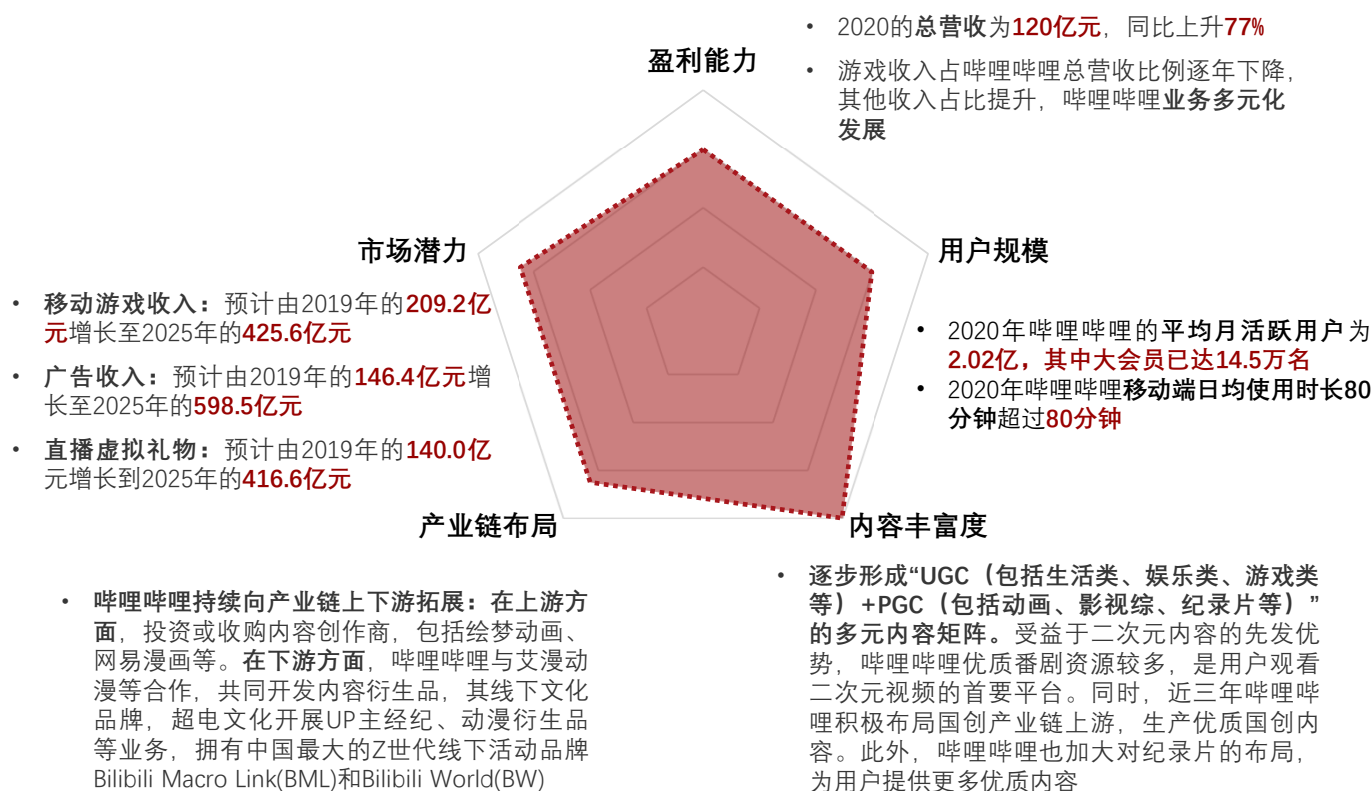 盈利能力
• 2020的总营收为120亿元，同比上升77%
• 游戏收入占哔哩哔哩总营收比例逐年下降，
其他收入占比提升，哔哩哔哩业务多元化
发展
用户规模
• 2020年哔哩哔哩的平均月活跃用户为
2.02亿，其中大会员已达14.5万名
• 2020年哔哩哔哩移动端日均使用时长80
分钟超过80分钟
市场潜力
• 移动游戏收入：预计由2019年的209.2亿
元增长至2025年的425.6亿元
• 广告收入：预计由2019年的146.4亿元增
长至2025年的598.5亿元
• 直播虚拟礼物：预计由2019年的140.0亿
元增长到2025年的416.6亿元
产业链布局
• 哔哩哔哩持续向产业链上下游拓展：在上游方
面，投资或收购内容创作商，包括绘梦动画、
网易漫画等。在下游方面，哔哩哔哩与艾漫动
漫等合作，共同开发内容衍生品，其线下文化
品牌，超电文化开展UP主经纪、动漫衍生品
等业务，拥有中国最大的Z世代线下活动品牌
Bilibili Macro Link(BML)和Bilibili World(BW)
内容丰富度
• 逐步形成“UGC（包括生活类、娱乐类、游戏类
等）+PGC（包括动画、影视综、纪录片等）”
的多元内容矩阵。受益于二次元内容的先发优
势，哔哩哔哩优质番剧资源较多，是用户观看
二次元视频的首要平台。同时，近三年哔哩哔
哩积极布局国创产业链上游，生产优质国创内
容。此外，哔哩哔哩也加大对纪录片的布局，
为用户提供更多优质内容